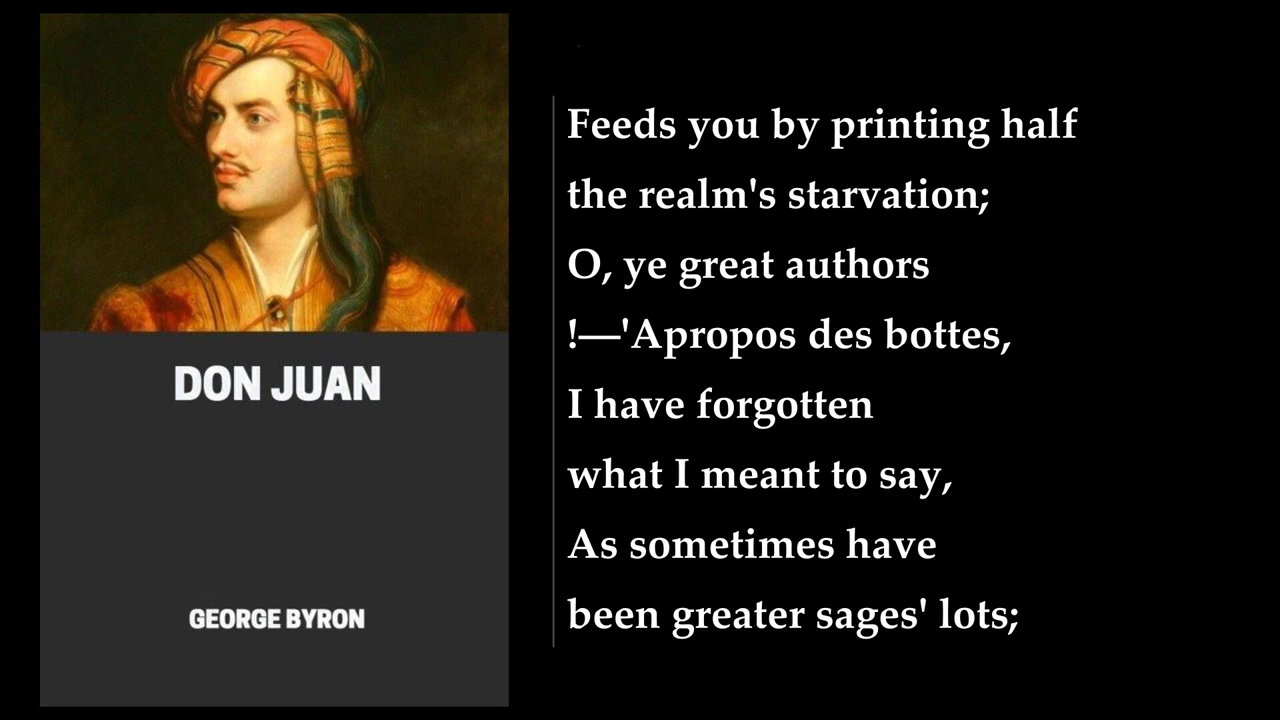 DON JUAN
GEORGE BYRON
Feeds you by printing half
the realm's starvation;
O, ye great authors
!—'Apropos des bottes,
I have forgotten
what I meant to say,
As sometimes have
been greater sages' lots;